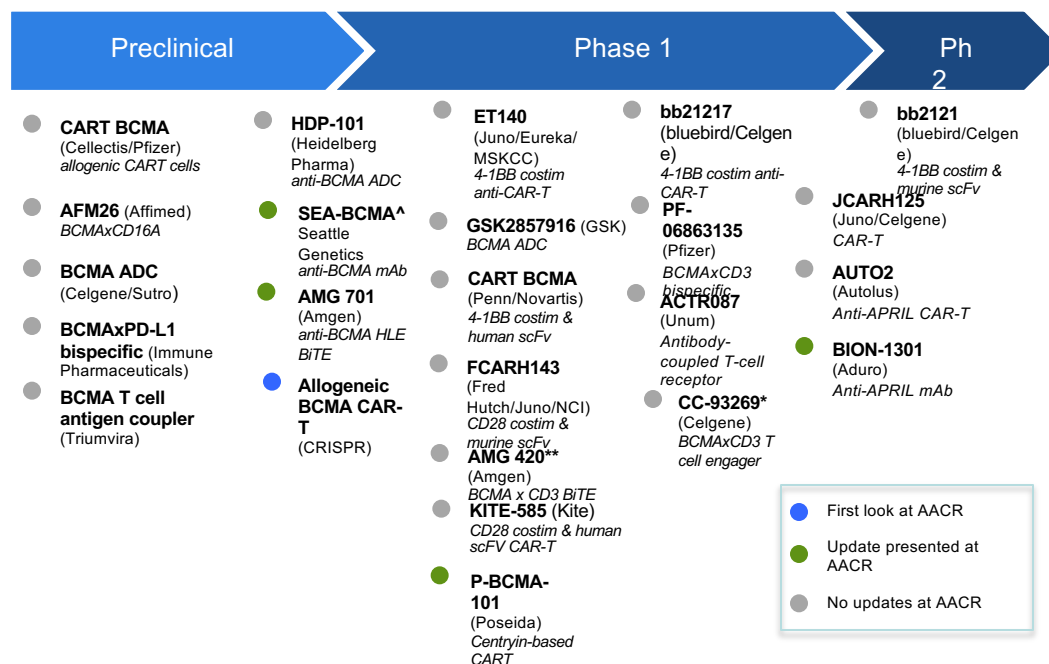 Preclinical
Phase 1
Ph
2
CART BCMA
(Cellectis/Pfizer)
allogenic CART cells
AFM26 (Affimed)
BCMAxCD16A
BCMA ADC
(Celgene/Sutro)
BCMAxPD-L1
bispecific (Immune
Pharmaceuticals)
BCMA T cell
antigen coupler
(Triumvira)
HDP-101
(Heidelberg
Pharma)
anti-BCMA ADC
SEA-BCMA^
Seattle
Genetics
anti-BCMA mAb
AMG 701
(Amgen)
anti-BCMA HLE
BiTE
Allogeneic
BCMA CAR-
T
(CRISPR)
ET140
(Juno/Eureka/
MSKCC)
4-1BB costim
anti-CAR-T
GSK2857916 (GSK)
BCMA ADC
CART BCMA
(Penn/Novartis)
4-1BB costim &
human scFv
FCARH143
(Fred
Hutch/Juno/NCI)
CD28 costim &
murine scFv
AMG 420**
(Amgen)
BCMA x CD3 BiTE
KITE-585 (Kite)
CD28 costim & human
scFV CAR-T
P-BCMA-
101
(Poseida)
Centryin-based
CART
bb21217
(bluebird/Celgen
e)
4-1BB costim anti-
CAR-T
PF-
06863135
(Pfizer)
BCMAxCD3
bispecific
ACTR087
(Unum)
Antibody-
coupled T-cell
receptor
CC-93269*
(Celgene)
BCMAxCD3 T
cell engager
bb2121
(bluebird/Celgen
e)
4-1BB costim &
murine scFv
JCARH125
(Juno/Celgene)
CAR-T
AUTO2
(Autolus)
Anti-APRIL CAR-T
BION-1301
(Aduro)
Anti-APRIL mAb
First look at AACR
Update presented at
AACR
No updates at AACR